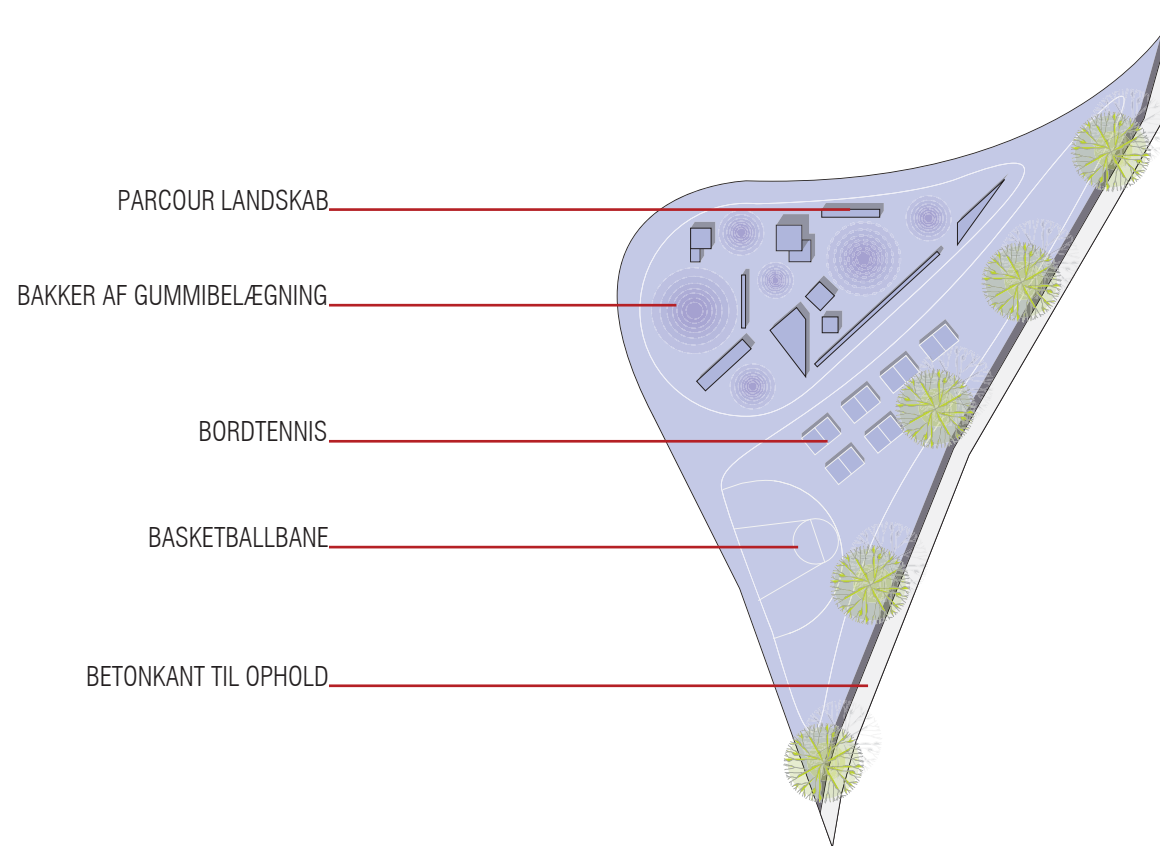 PARCOUR LANDSKAB
BAKKER AF GUMMIBELÆGNING
BORDTENNIS
BASKETBALLBANE
BETONKANT TIL OPHOLD